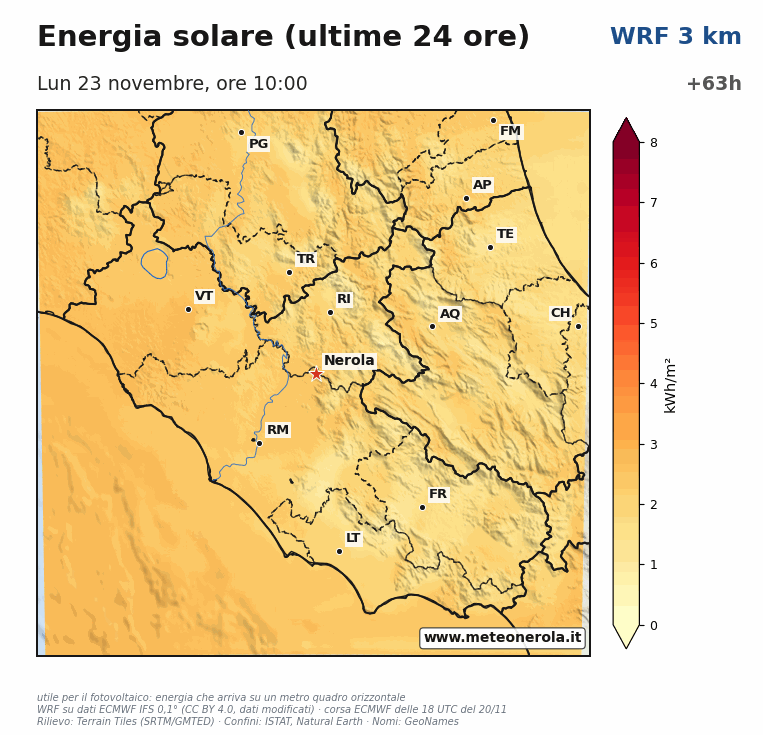 Energia solare (ultime 24 ore)
WRF 3 km
Lun 23 novembre, ore 10:00
+63h
PG
FM
AP
TE
TR
VT
RI
AQ
CH
Nerola
RM
FR
LT
www.meteonerola.it
8
7
6
5
4
3
2
1
0
kWh/m²
utile per il fotovoltaico: energia che arriva su un metro quadro orizzontale
WRF su dati ECMWF IFS 0,1° (CC BY 4.0, dati modificati) · corsa ECMWF delle 18 UTC del 20/11
Rilievo: Terrain Tiles (SRTM/GMTED) · Confini: ISTAT, Natural Earth · Nomi: GeoNames